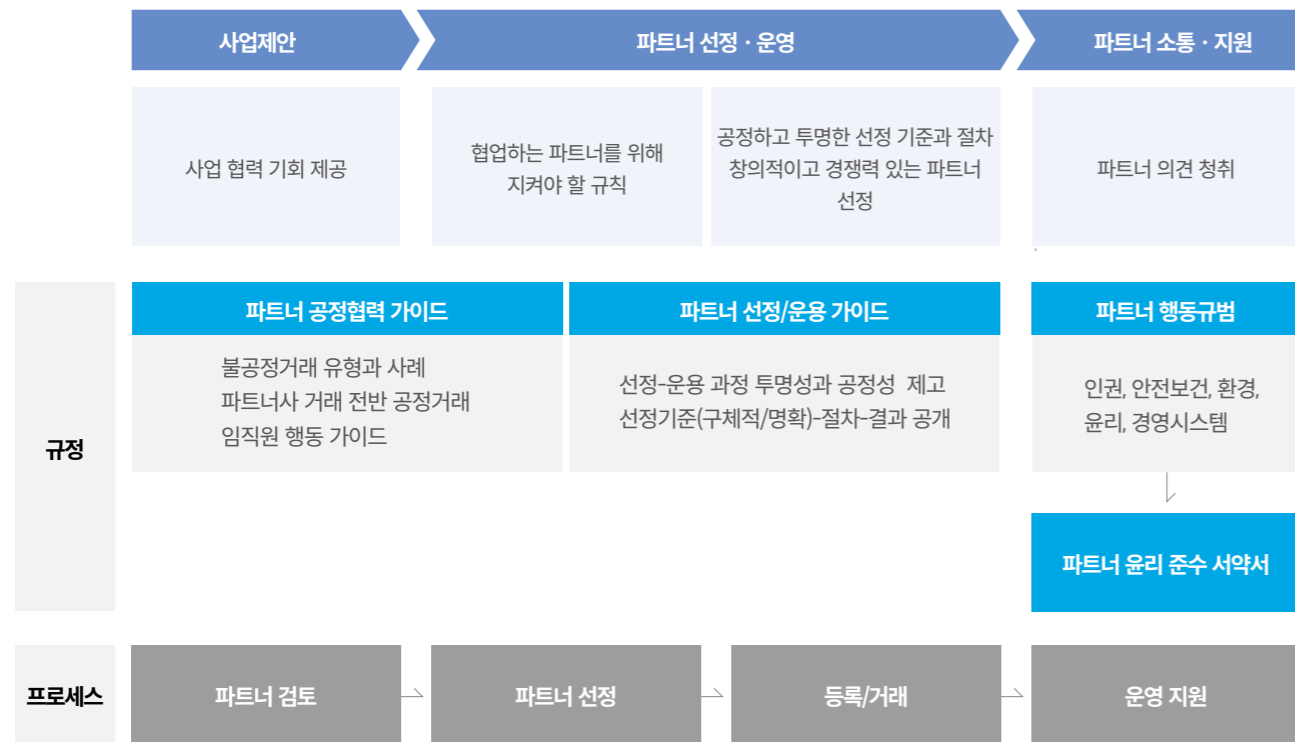 사업제안
파트너 선정 · 운영
파트너 소통 · 지원
사업 협력 기회 제공
협업하는 파트너를 위해
지켜야 할 규칙
공정하고 투명한 선정 기준과 절차
창의적이고 경쟁력 있는 파트너
선정
파트너 의견 청취
규정
파트너 공정협력 가이드
불공정거래 유형과 사례
파트너사 거래 전반 공정거래
임직원 행동 가이드
파트너 선정/운용 가이드
선정-운용 과정 투명성과 공정성 제고
선정기준(구체적/명확)-절차-결과 공개
파트너 행동규범
인권, 안전보건, 환경,
윤리, 경영시스템
파트너 윤리 준수 서약서
프로세스
파트너 검토
파트너 선정
등록/거래
운영 지원